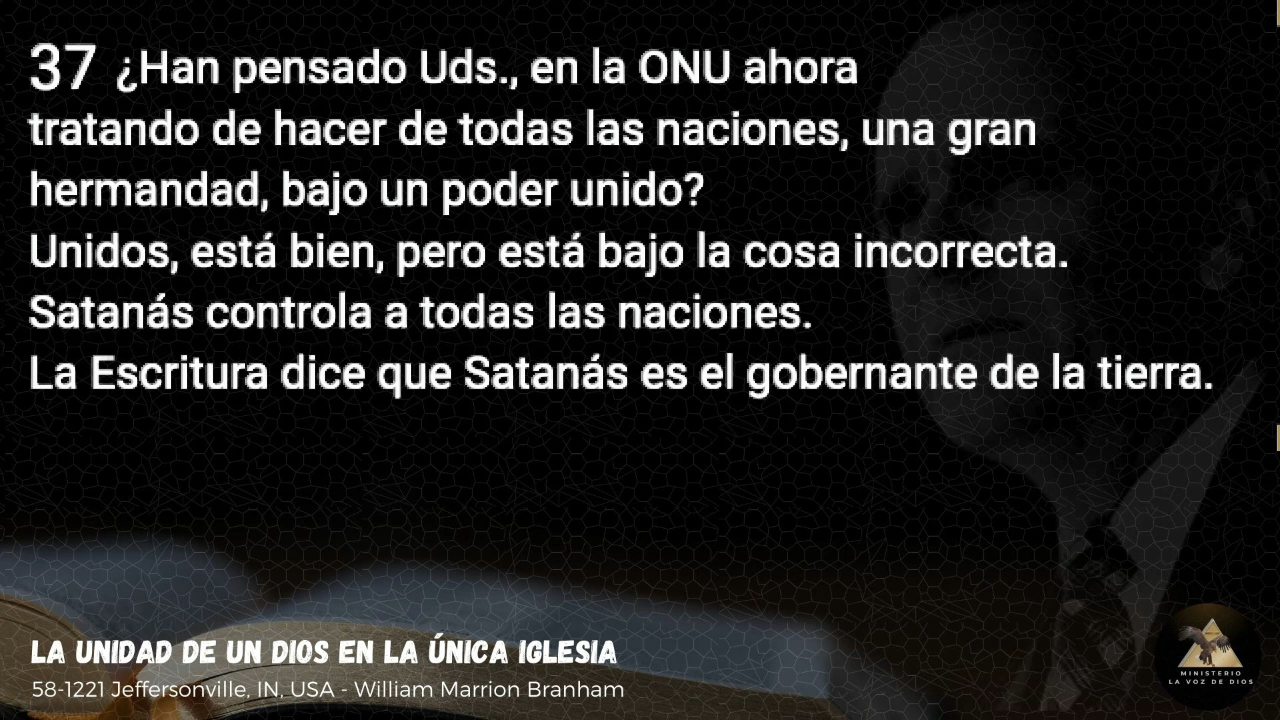 37 ¿Han pensado Uds., en la ONU ahora
tratando de hacer de todas las naciones, una gran
hermandad, bajo un poder unido?
Unidos, está bien, pero está bajo la cosa incorrecta.
Satanás controla a todas las naciones.
La Escritura dice que Satanás es el gobernante de la tierra.
LA UNIDAD DE UN DIOS EN LA ÚNICA IGLESIA
58-1221 Jeffersonville, IN, USA - William Marrion Branham
MINISTERIO
LA VOZ DE DIOS